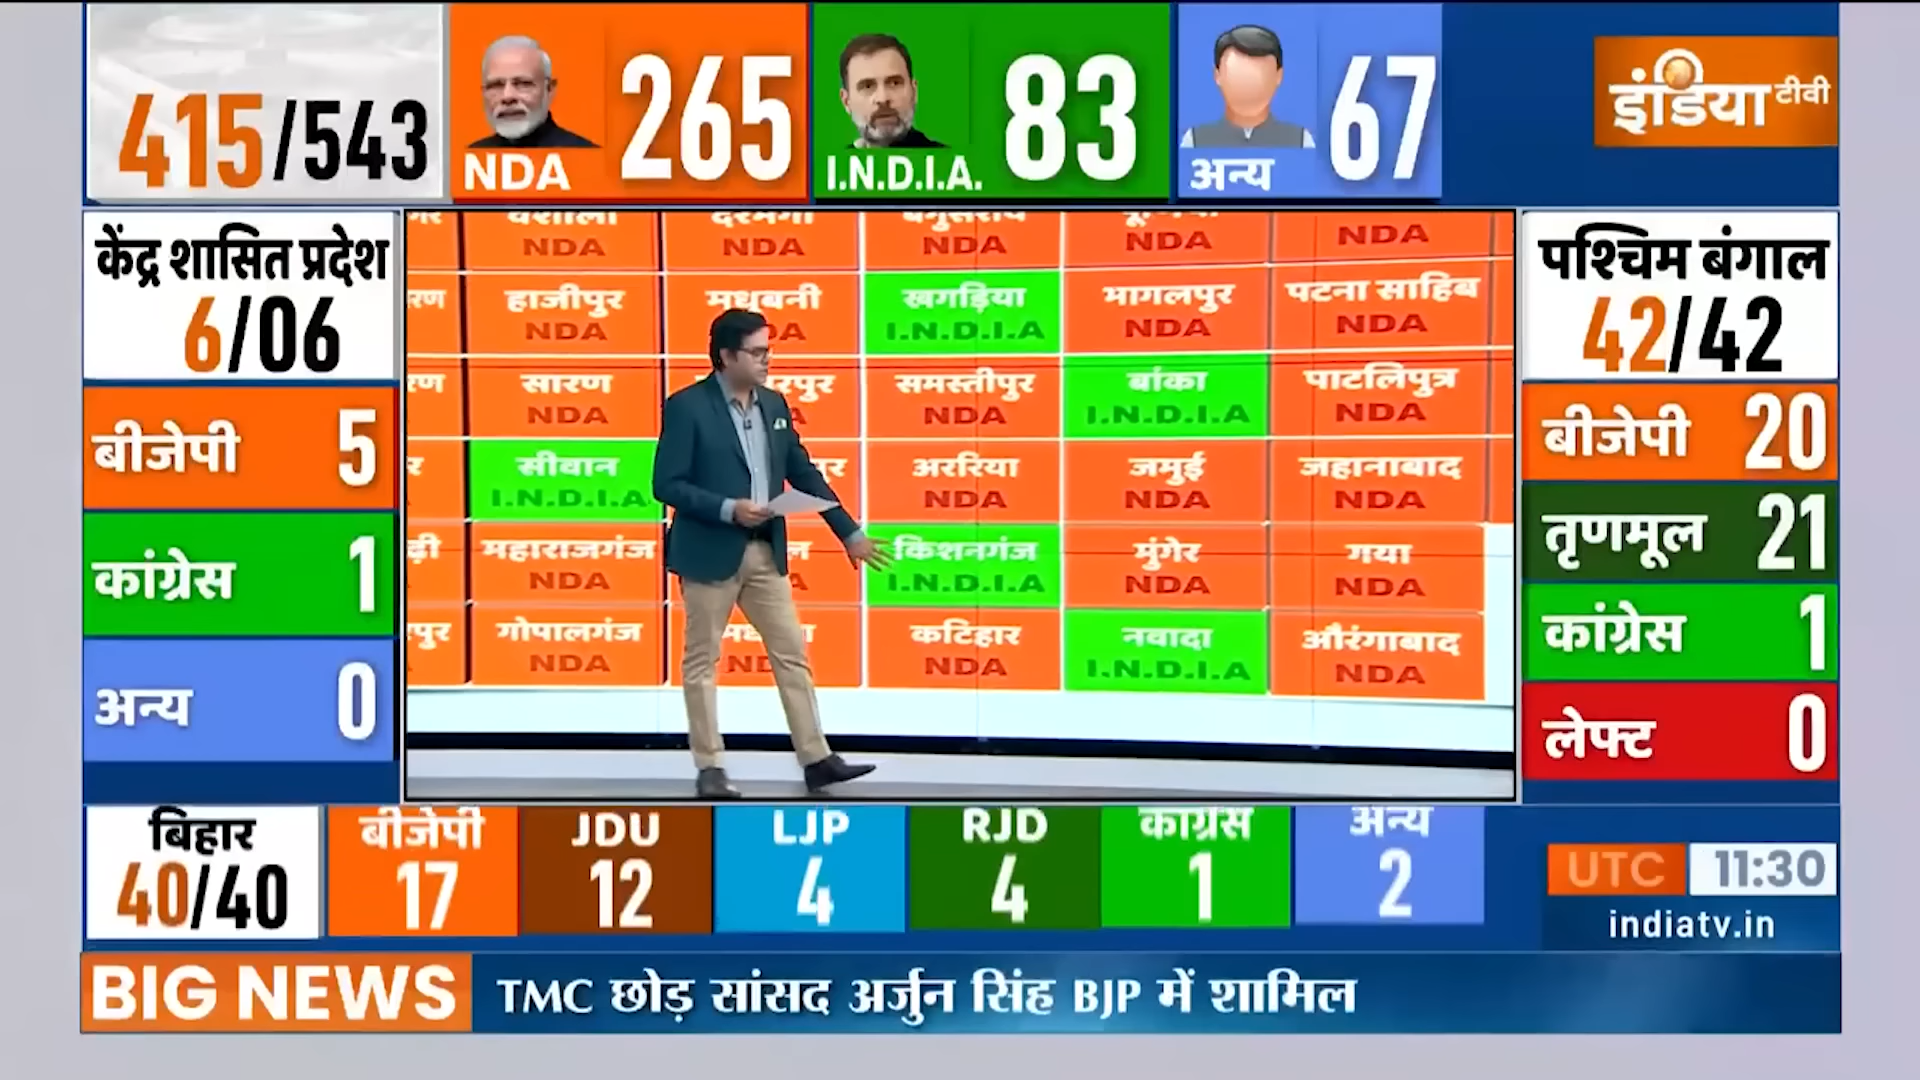 415/543
NDA 265
I.N.D.I.A. 83
अन्य 67
इंडिया टीवी
केंद्र शासित प्रदेश
6/06
बीजेपी 5
कांग्रेस 1
अन्य 0
वैशाली दरभंगा बेगूसराय
NDA NDA NDA NDA NDA
हाजीपुर मधुबनी खगड़िया भागलपुर पटना साहिब
NDA I.N.D.I.A NDA NDA
सारण समस्तीपुर बांका पाटलिपुत्र
NDA NDA I.N.D.I.A NDA
सीवान अररिया जमुई जहानाबाद
I.N.D.I.A NDA NDA NDA
महाराजगंज किशनगंज मुंगेर गया
NDA I.N.D.I.A NDA NDA
गोपालगंज कटिहार नवादा औरंगाबाद
NDA NDA I.N.D.I.A NDA
पश्चिम बंगाल
42/42
बीजेपी 20
तृणमूल 21
कांग्रेस 1
लेफ्ट 0
बिहार
40/40
बीजेपी 17
JDU 12
LJP 4
RJD 4
कांग्रेस 1
अन्य 2
UTC 11:30
indiatv.in
BIG NEWS
TMC छोड़ सांसद अर्जुन सिंह BJP में शामिल